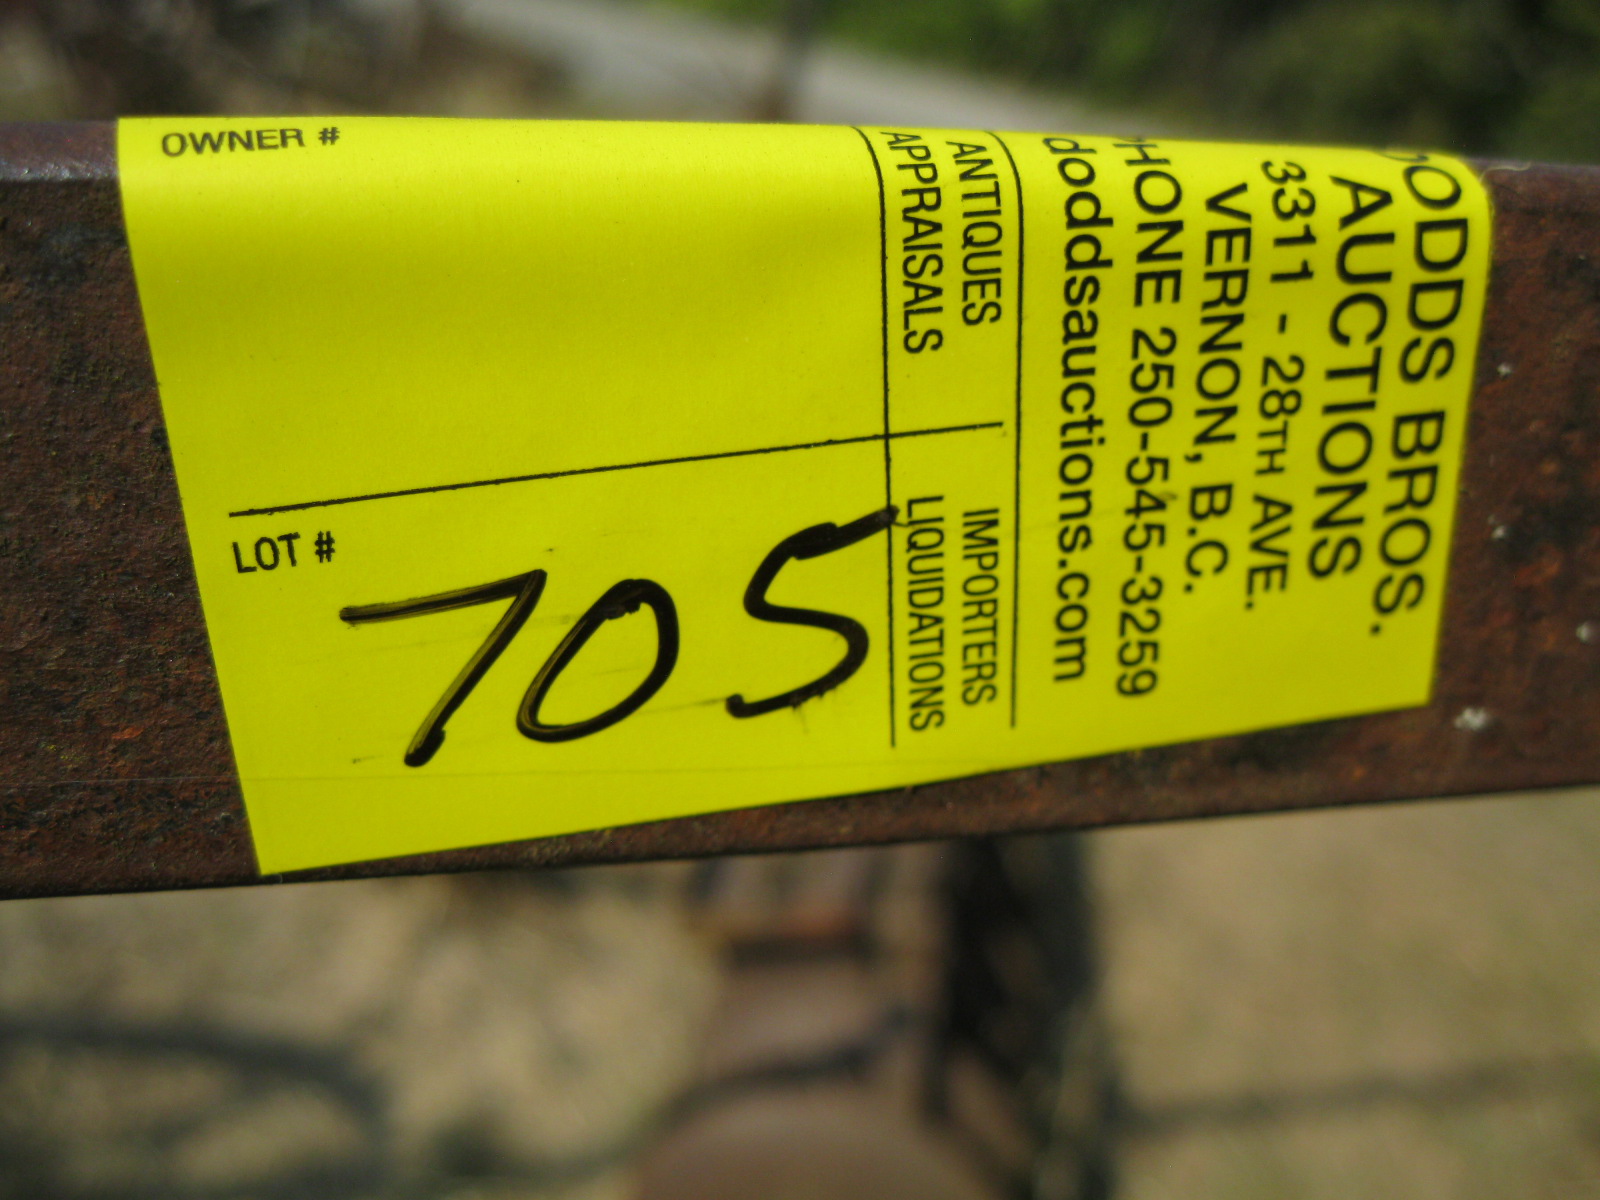 DODDS BROS.
AUCTIONS
3311 - 28TH AVE.
VERNON, B.C.
PHONE 250-545-3259
doddsauctions.com
ANTIQUES IMPORTERS
APPRAISALS LIQUIDATIONS
OWNER #
LOT # 705